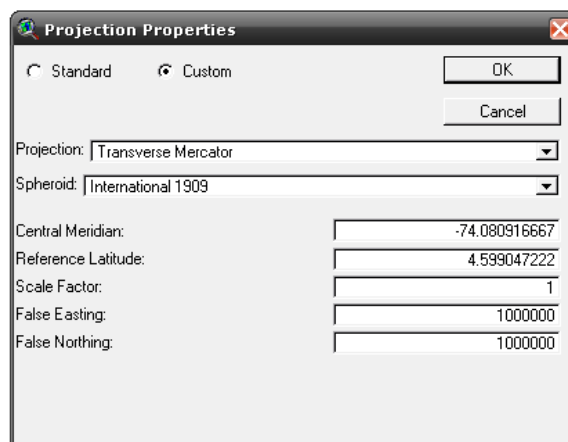 Projection Properties
Standard Custom OK
Cancel
Projection: Transverse Mercator
Spheroid: International 1909
Central Meridian: -74.080916667
Reference Latitude: 4.599047222
Scale Factor: 1
False Easting: 1000000
False Northing: 1000000